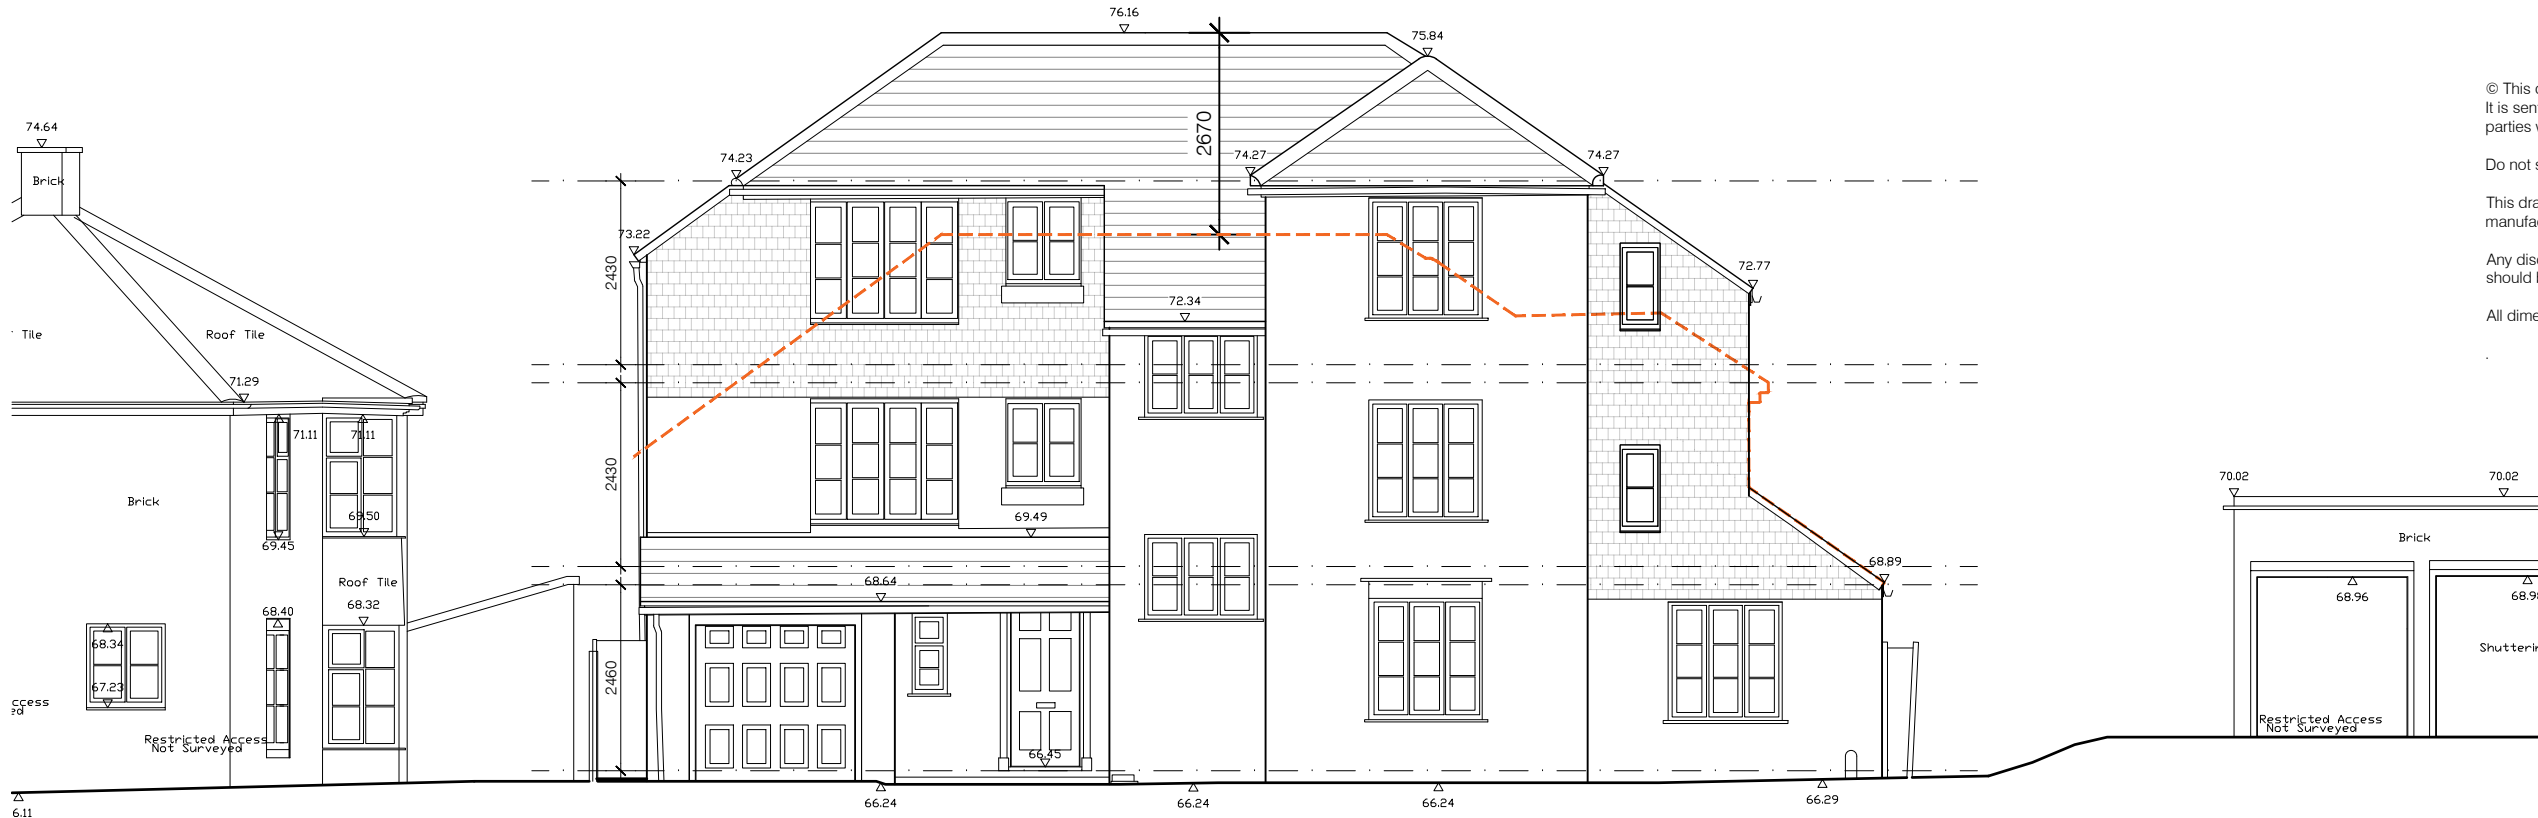 76.16
75.84
74.64
Brick
74.23
2670
74.27
74.27
73.22
72.77
2430
72.34
Tile
Roof Tile
71.29
71.11
71.11
Brick
69.50
69.45
2430
69.49
Roof Tile
68.64
68.89
68.40
68.32
68.34
67.23
2460
Restricted Access
Not Surveyed
66.45
6.11
66.24
66.24
66.24
66.29
70.02
70.02
Brick
68.96
68.9
Restricted Access
Not Surveyed
© This
It is sen
parties
Do not
This dra
manufa
Any dis
should
All dime